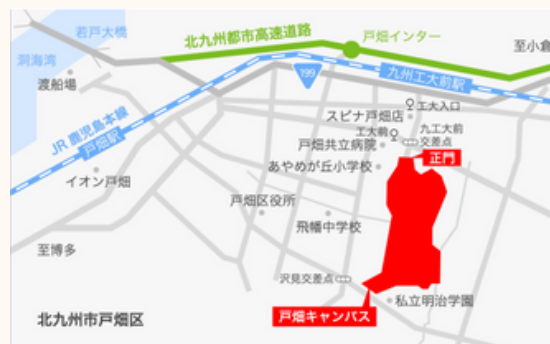 若戸大橋
北九州都市高速道路
戸畑インター
至小倉
洞海湾
渡船場
199
九州工大前駅
JR 鹿児島本線
戸畑駅
スピナ戸畑店
工大入口
工大前
九工大前
交差点
戸畑共立病院
正門
あやめが丘小学校
イオン戸畑
戸畑区役所
飛幡中学校
至博多
沢見交差点
私立明治学園
戸畑キャンパス
北九州市戸畑区